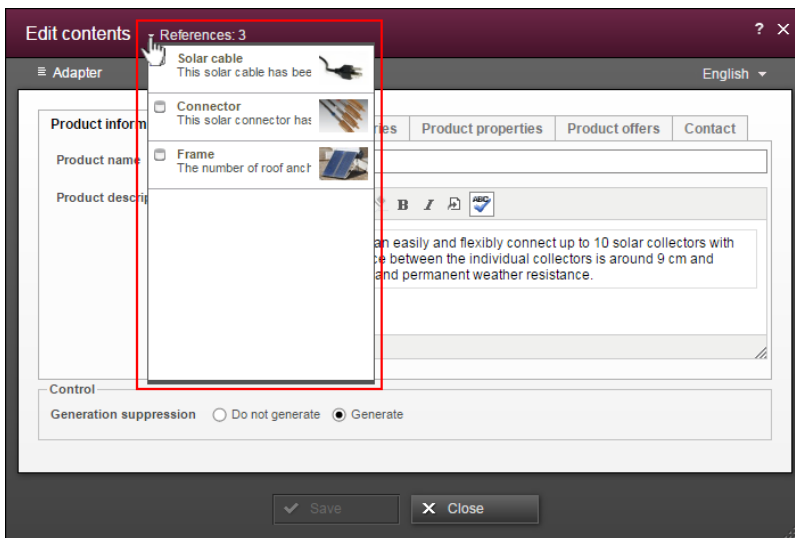 Edit contents
References: 3
? X
Adapter
English
Solar cable
This solar cable has bee
Connector
This solar connector has
Frame
The number of roof anch
Product inform
ries
Product properties
Product offers
Contact
Product name
Product descrip
B I ABC
an easily and flexibly connect up to 10 solar collectors with
ce between the individual collectors is around 9 cm and
and permanent weather resistance.
Control
Generation suppression
Do not generate
Generate
Save
X Close